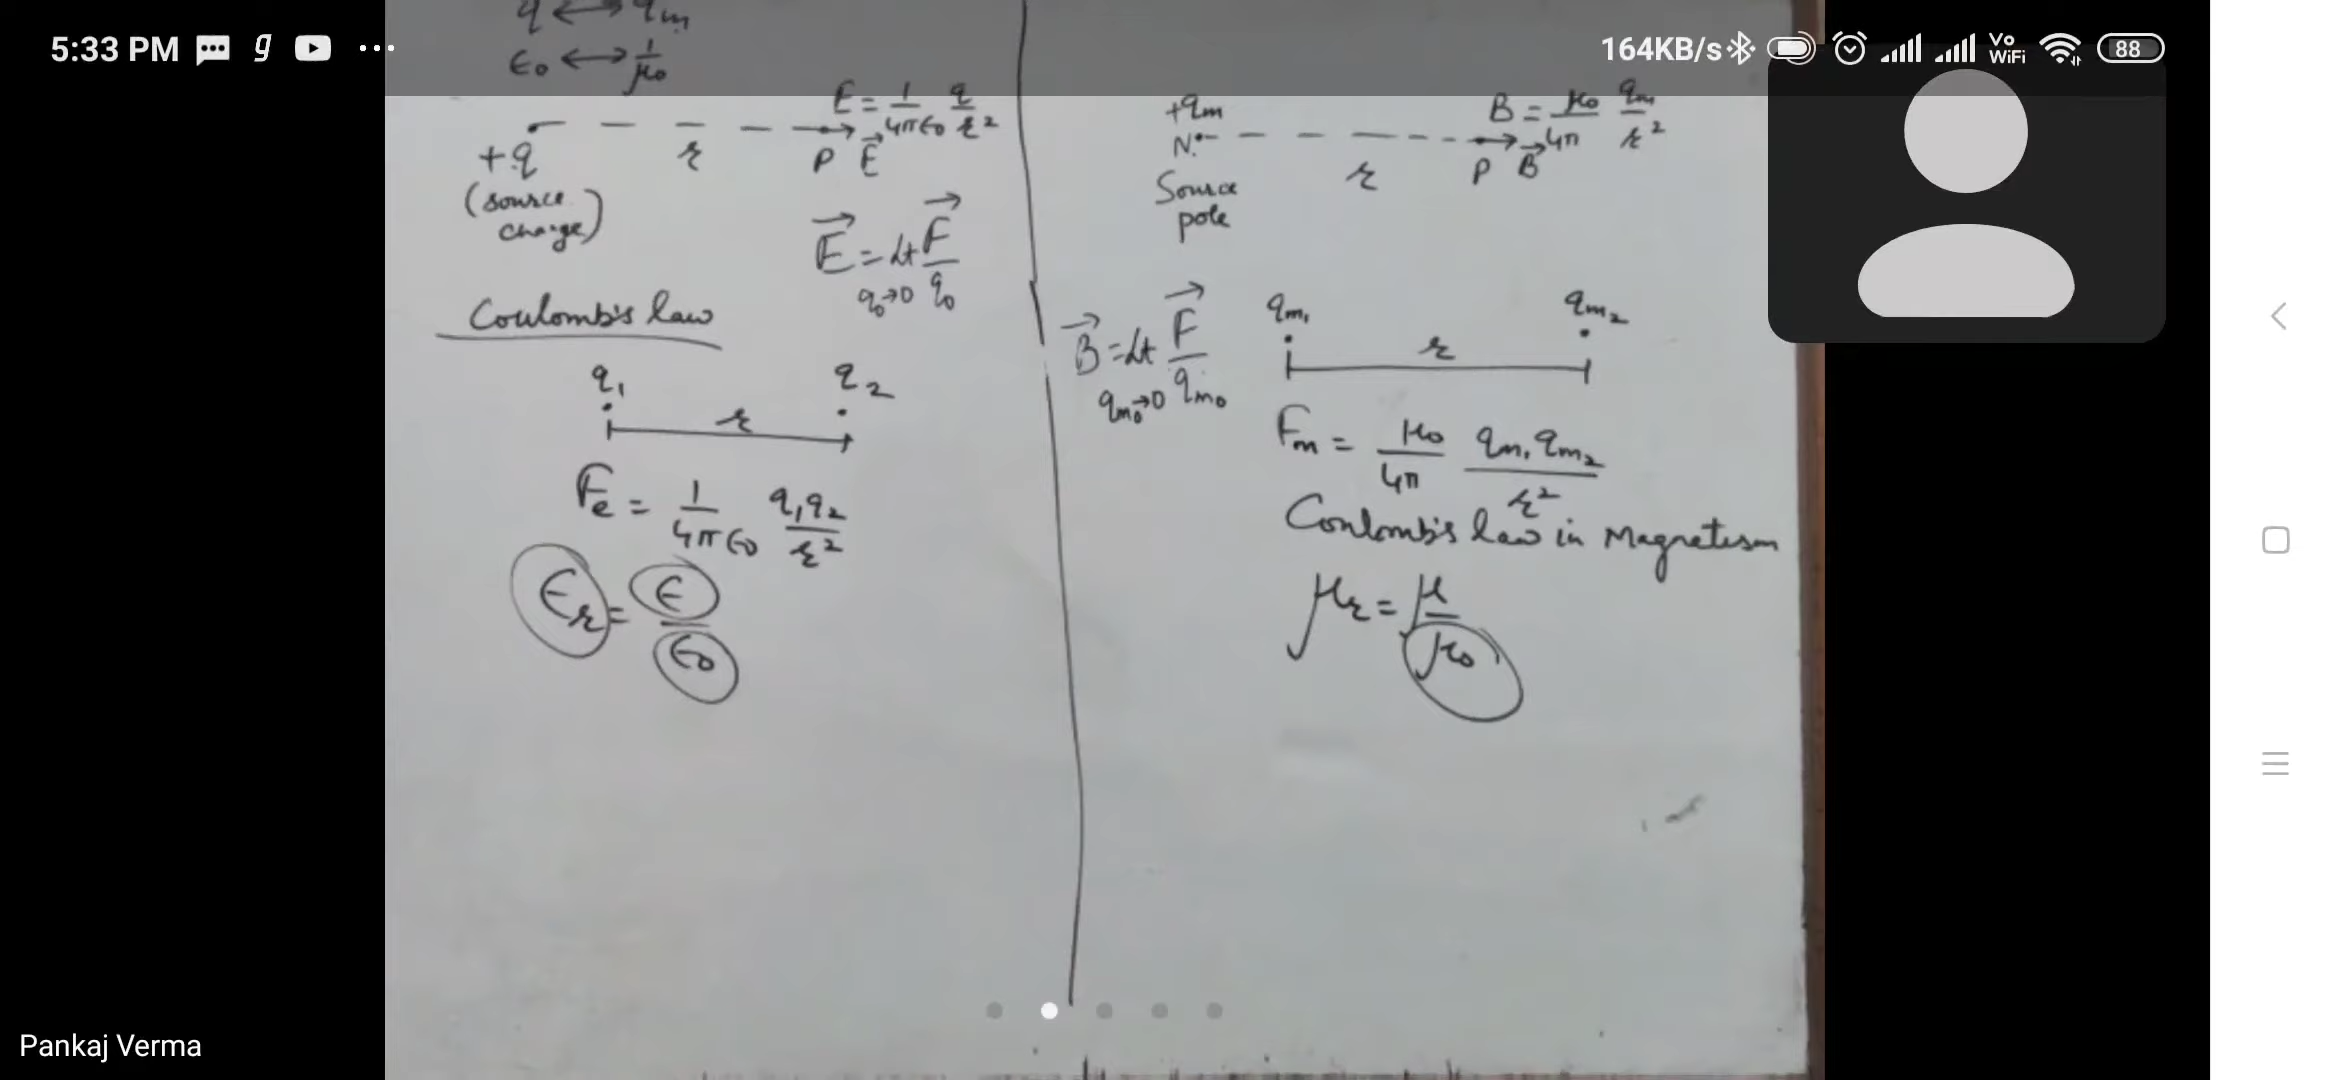 5:33 PM g ...
164KB/s Vo WiFi 88
q ↔ qm
ϵ₀ ↔ 1/μ₀
E = 1/4πϵ₀ q/r²
+q r P E⃗
(source charge)
E⃗ = Lt F⃗/q₀
q₀→0
Coulomb's law
q₁ q₂
r
Fe = 1/4πϵ₀ q₁q₂/r²
ϵr = ϵ/ϵ₀
+qm B = μ₀/4π qm/r²
N r P B⃗
Source
pole
B⃗ = Lt F⃗/qm₀
qm₀→0
qm₁ qm₂
r
Fm = μ₀/4π qm₁qm₂/r²
Coulomb's law in Magnetism
μr = μ/μ₀
Pankaj Verma